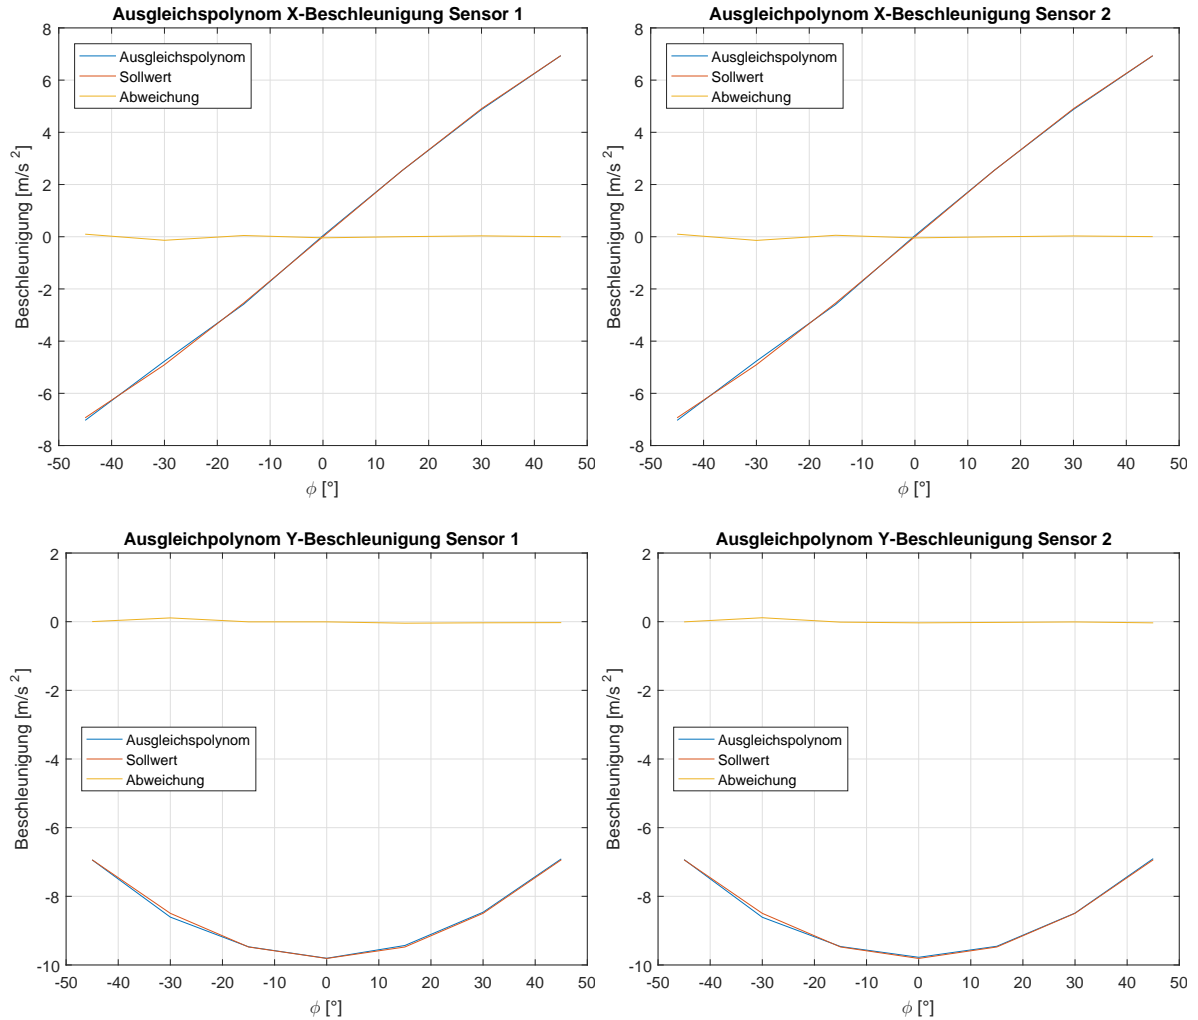 Ausgleichspolynom X-Beschleunigung Sensor 1
8
6
4
2
0
-2
-4
-6
-8
Beschleunigung [m/s 2 ]
Ausgleichspolynom
Sollwert
Abweichung
-50 -40 -30 -20 -10 0 10 20 30 40 50
ϕ [°]
Ausgleichpolynom X-Beschleunigung Sensor 2
8
6
4
2
0
-2
-4
-6
-8
Beschleunigung [m/s 2 ]
Ausgleichspolynom
Sollwert
Abweichung
-50 -40 -30 -20 -10 0 10 20 30 40 50
ϕ [°]
Ausgleichpolynom Y-Beschleunigung Sensor 1
2
0
-2
-4
-6
-8
-10
Beschleunigung [m/s 2 ]
Ausgleichspolynom
Sollwert
Abweichung
-50 -40 -30 -20 -10 0 10 20 30 40 50
ϕ [°]
Ausgleichpolynom Y-Beschleunigung Sensor 2
2
0
-2
-4
-6
-8
-10
Beschleunigung [m/s 2 ]
Ausgleichspolynom
Sollwert
Abweichung
-50 -40 -30 -20 -10 0 10 20 30 40 50
ϕ [°]